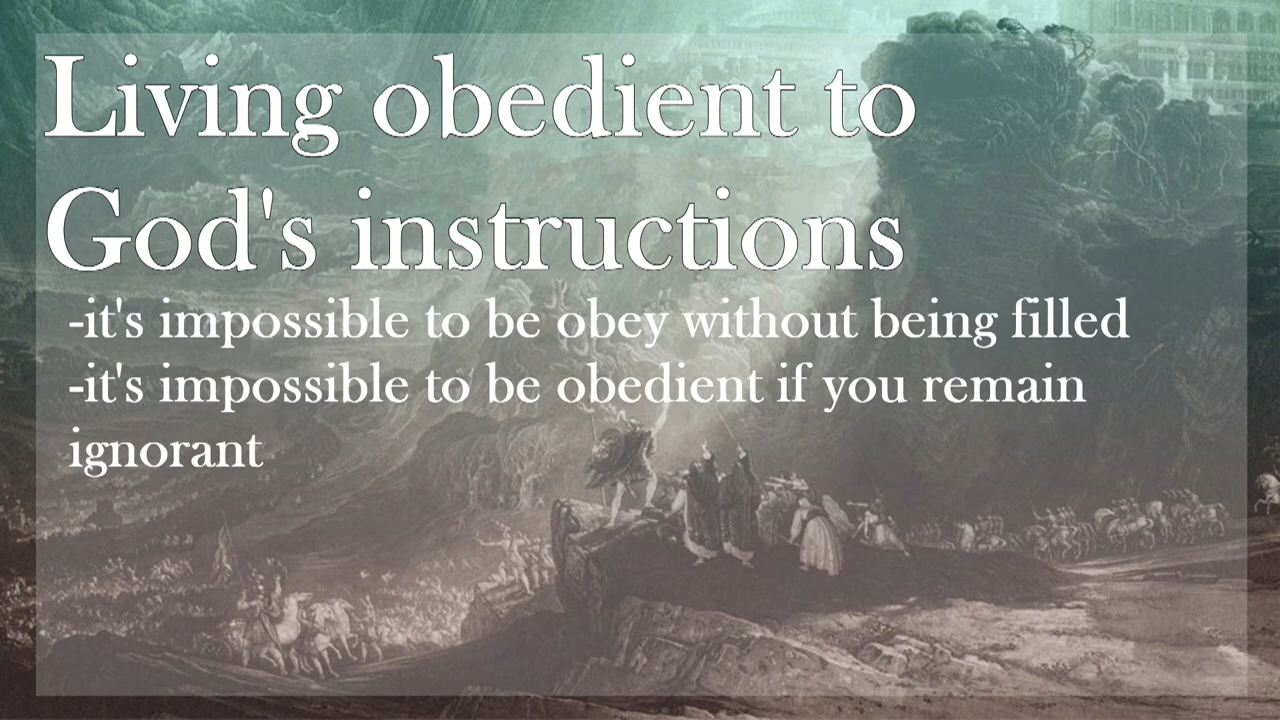 Living obedient to
God's instructions
-it's impossible to be obey without being filled
-it's impossible to be obedient if you remain
ignorant